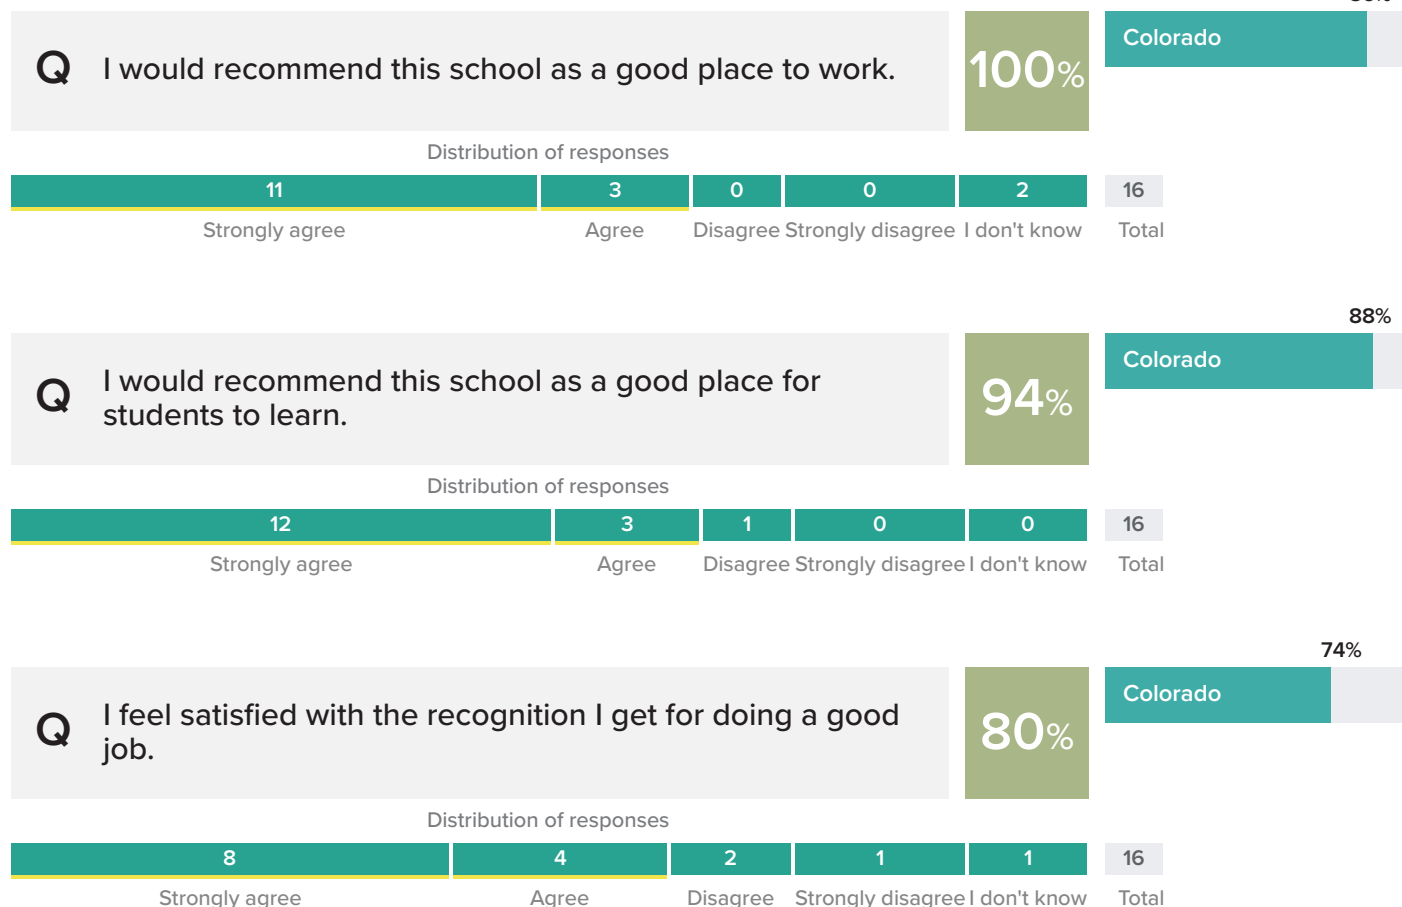 Q I would recommend this school as a good place to work.
100%
Colorado
Distribution of responses
11 3 0 0 2 16
Strongly agree Agree Disagree Strongly disagree I don't know Total
88%
Q I would recommend this school as a good place for
students to learn.
94%
Colorado
Distribution of responses
12 3 1 0 0 16
Strongly agree Agree Disagree Strongly disagree I don't know Total
74%
Q I feel satisfied with the recognition I get for doing a good
job.
80%
Colorado
Distribution of responses
8 4 2 1 1 16
Strongly agree Agree Disagree Strongly disagree I don't know Total